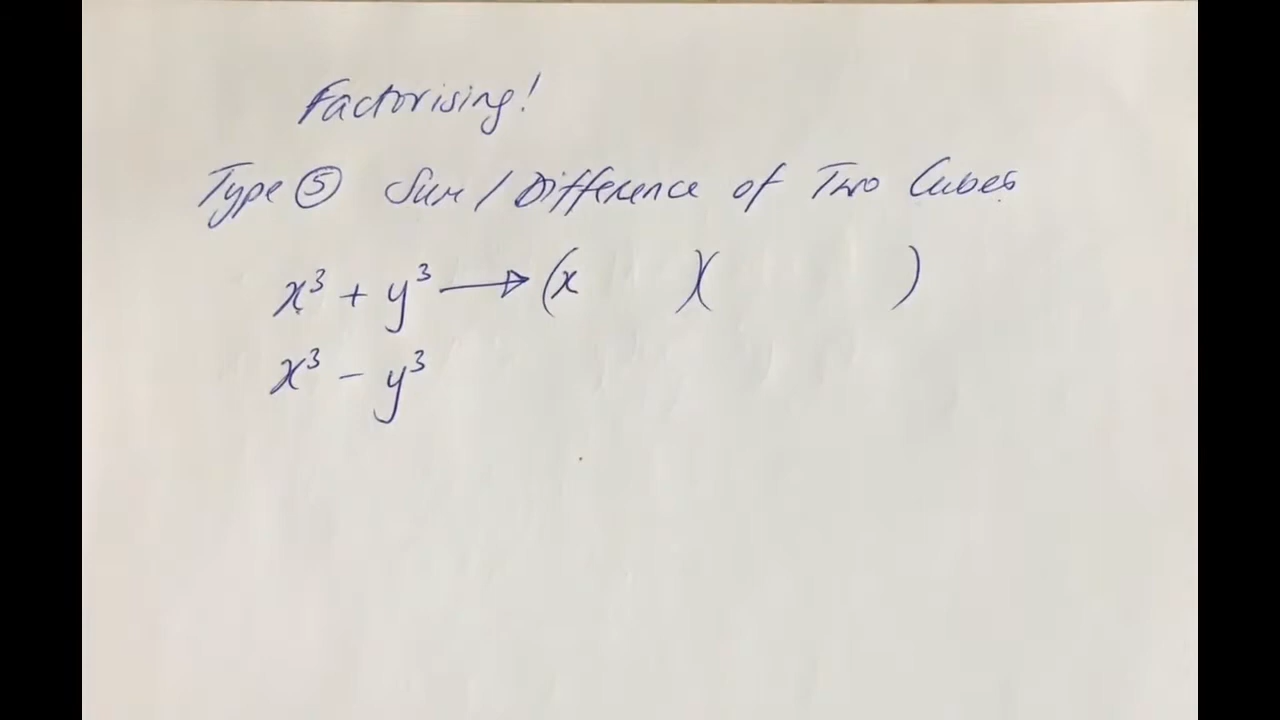 Factorising!
Type ⑤ Sum / Difference of Two Cubes
x³ + y³ → (x )( )
x³ - y³